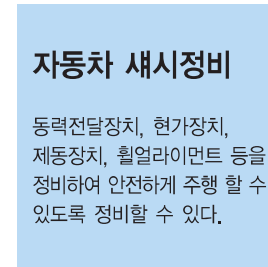 자동차 섀시정비
동력전달장치, 현가장치,
제동장치, 휠얼라이먼트 등을
정비하여 안전하게 주행 할 수
있도록 정비할 수 있다.